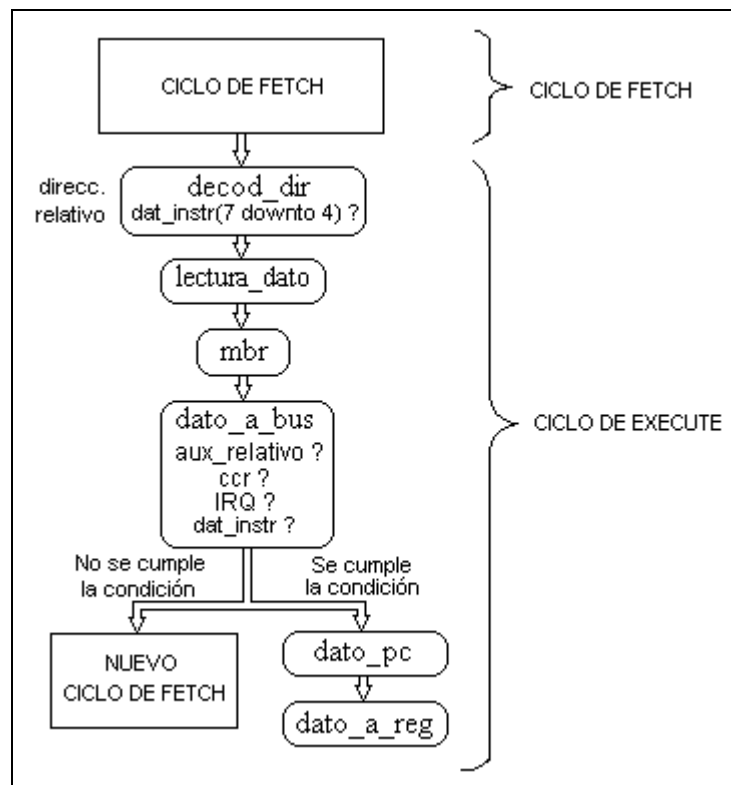 CICLO DE FETCH
CICLO DE FETCH
direcc.
relativo
decod_dir
dat_instr(7 downto 4) ?
lectura_dato
mbr
dato_a_bus
aux_relativo ?
ccr ?
IRQ ?
dat_instr ?
CICLO DE EXECUTE
No se cumple
la condición
Se cumple
la condición
NUEVO
CICLO DE FETCH
dato_pc
dato_a_reg